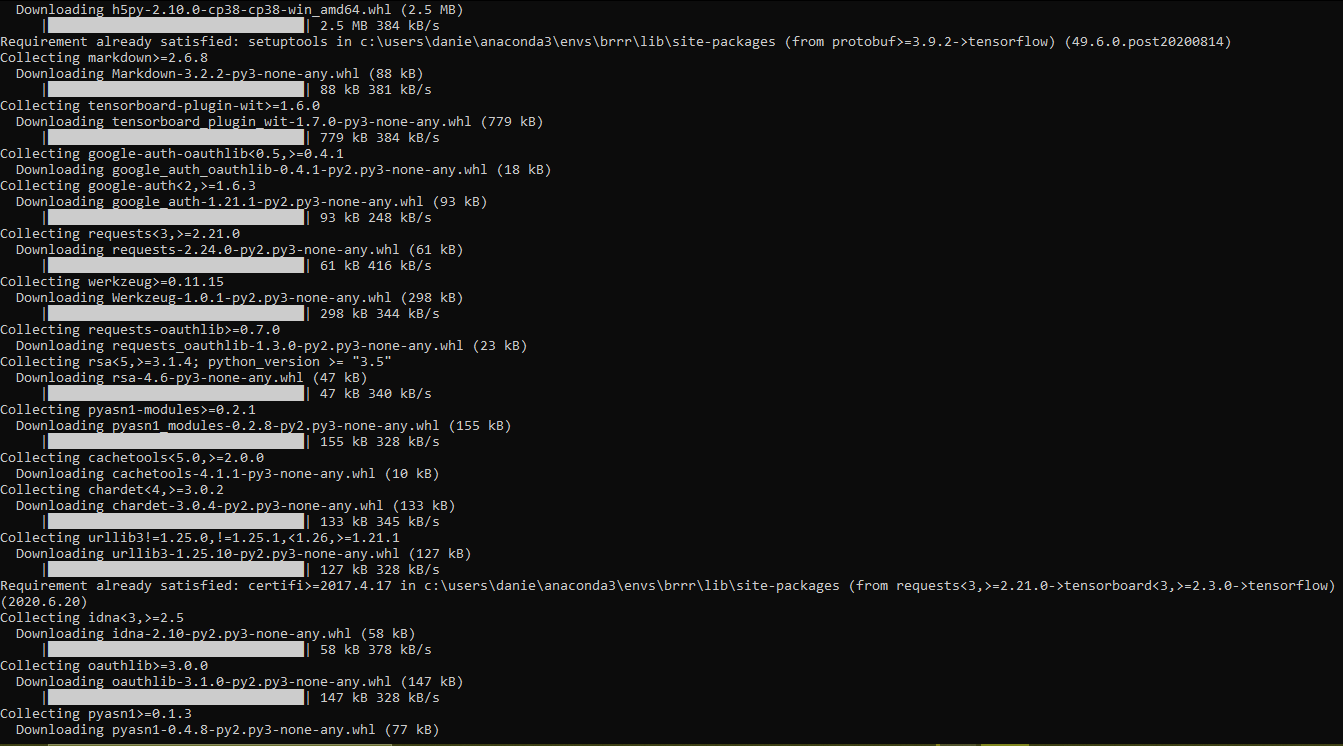 Downloading h5py-2.10.0-cp38-cp38-win_amd64.whl (2.5 MB)
| | 2.5 MB 384 kB/s
Requirement already satisfied: setuptools in c:\users\danie\anaconda3\envs\brrr\lib\site-packages (from protobuf>=3.9.2->tensorflow) (49.6.0.post20200814)
Collecting markdown>=2.6.8
Downloading Markdown-3.2.2-py3-none-any.whl (88 kB)
| | 88 kB 381 kB/s
Collecting tensorboard-plugin-wit>=1.6.0
Downloading tensorboard_plugin_wit-1.7.0-py3-none-any.whl (779 kB)
| | 779 kB 384 kB/s
Collecting google-auth-oauthlib<0.5,>=0.4.1
Downloading google_auth_oauthlib-0.4.1-py2.py3-none-any.whl (18 kB)
Collecting google-auth<2,>=1.6.3
Downloading google_auth-1.21.1-py2.py3-none-any.whl (93 kB)
| | 93 kB 248 kB/s
Collecting requests<3,>=2.21.0
Downloading requests-2.24.0-py2.py3-none-any.whl (61 kB)
| | 61 kB 416 kB/s
Collecting werkzeug>=0.11.15
Downloading Werkzeug-1.0.1-py2.py3-none-any.whl (298 kB)
| | 298 kB 344 kB/s
Collecting requests-oauthlib>=0.7.0
Downloading requests_oauthlib-1.3.0-py2.py3-none-any.whl (23 kB)
Collecting rsa<5,>=3.1.4; python_version >= "3.5"
Downloading rsa-4.6-py3-none-any.whl (47 kB)
| | 47 kB 340 kB/s
Collecting pyasn1-modules>=0.2.1
Downloading pyasn1_modules-0.2.8-py2.py3-none-any.whl (155 kB)
| | 155 kB 328 kB/s
Collecting cachetools<5.0,>=2.0.0
Downloading cachetools-4.1.1-py3-none-any.whl (10 kB)
Collecting chardet<4,>=3.0.2
Downloading chardet-3.0.4-py2.py3-none-any.whl (133 kB)
| | 133 kB 345 kB/s
Collecting urllib3!=1.25.0,!=1.25.1,<1.26,>=1.21.1
Downloading urllib3-1.25.10-py2.py3-none-any.whl (127 kB)
| | 127 kB 328 kB/s
Requirement already satisfied: certifi>=2017.4.17 in c:\users\danie\anaconda3\envs\brrr\lib\site-packages (from requests<3,>=2.21.0->tensorboard<3,>=2.3.0->tensorflow)
(2020.6.20)
Collecting idna<3,>=2.5
Downloading idna-2.10-py2.py3-none-any.whl (58 kB)
| | 58 kB 378 kB/s
Collecting oauthlib>=3.0.0
Downloading oauthlib-3.1.0-py2.py3-none-any.whl (147 kB)
| | 147 kB 328 kB/s
Collecting pyasn1>=0.1.3
Downloading pyasn1-0.4.8-py2.py3-none-any.whl (77 kB)